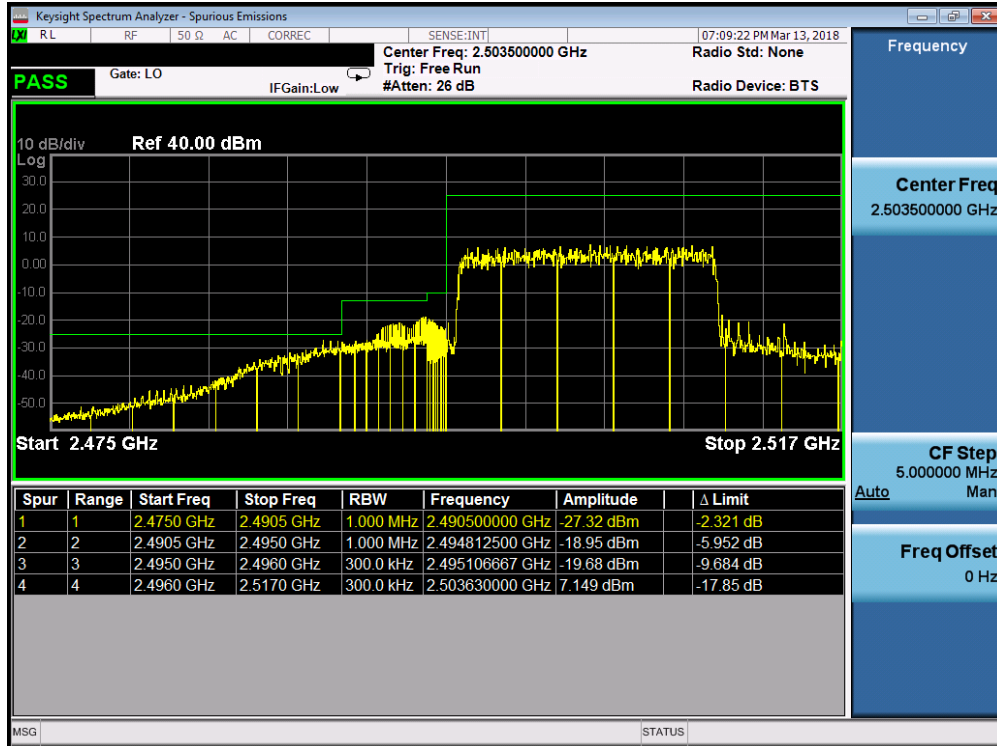 Keysight Spectrum Analyzer - Spurious Emissions
LXI RL RF 50 Ω AC CORREC SENSE:INT 07:09:22 PM Mar 13, 2018
Center Freq: 2.503500000 GHz Radio Std: None
Trig: Free Run
PASS Gate: LO IFGain:Low #Atten: 26 dB Radio Device: BTS
10 dB/div Ref 40.00 dBm
Log
30.0
20.0
10.0
0.00
-10.0
-20.0
-30.0
-40.0
-50.0
Start 2.475 GHz Stop 2.517 GHz
Spur Range Start Freq Stop Freq RBW Frequency Amplitude Δ Limit
1 1 2.4750 GHz 2.4905 GHz 1.000 MHz 2.490500000 GHz -27.32 dBm -2.321 dB
2 2 2.4905 GHz 2.4950 GHz 1.000 MHz 2.494812500 GHz -18.95 dBm -5.952 dB
3 3 2.4950 GHz 2.4960 GHz 300.0 kHz 2.495106667 GHz -19.68 dBm -9.684 dB
4 4 2.4960 GHz 2.5170 GHz 300.0 kHz 2.503630000 GHz 7.149 dBm -17.85 dB
MSG STATUS
Frequency
Center Freq
2.503500000 GHz
CF Step
5.000000 MHz
Auto Man
Freq Offset
0 Hz